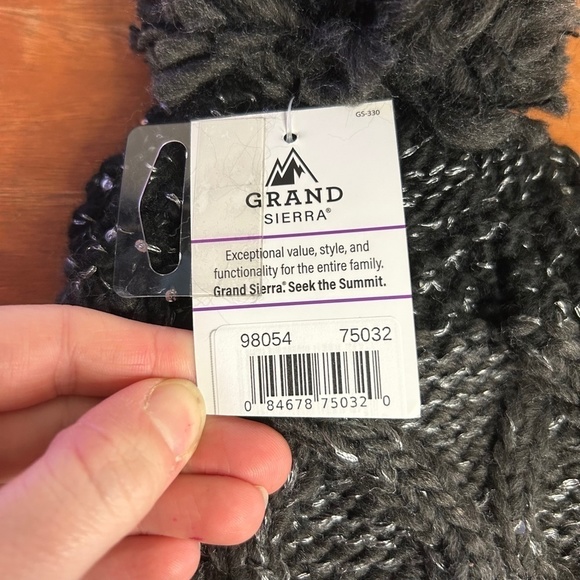 GS-330
GRAND
SIERRA®
Exceptional value, style, and
functionality for the entire family.
Grand Sierra® Seek the Summit.
98054 75032
0 84678 75032 0